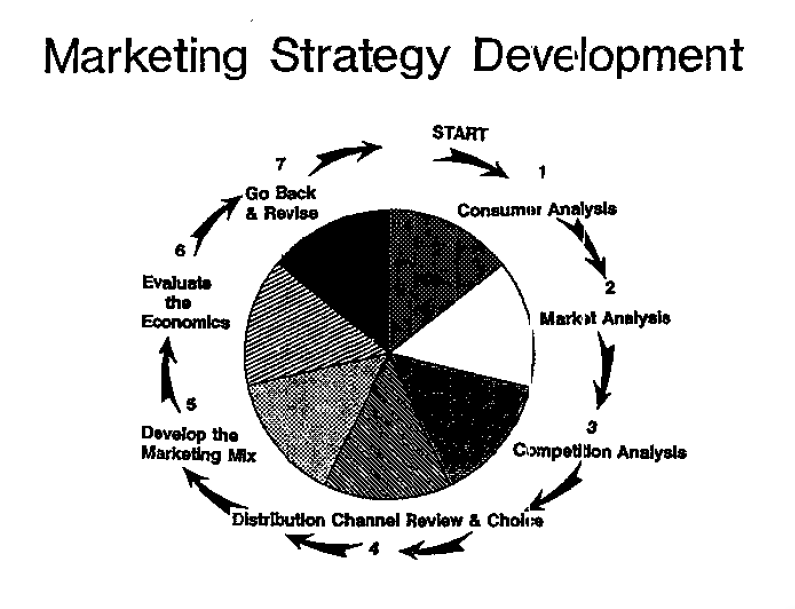 Marketing Strategy Development
START
1
Consumer Analysis
2
Market Analysis
3
Competition Analysis
Distribution Channel Review & Choice
4
5
Develop the
Marketing Mix
6
Evaluate
the
Economics
7
Go Back
& Revise